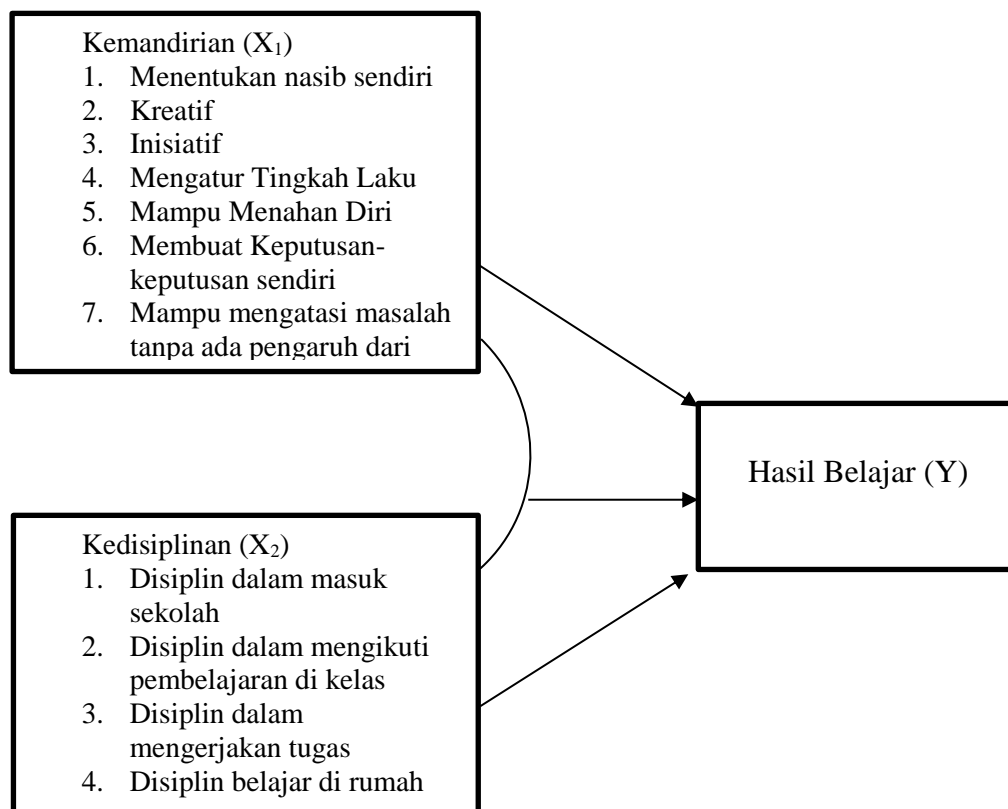 Kemandirian (X₁)
1. Menentukan nasib sendiri
2. Kreatif
3. Inisiatif
4. Mengatur Tingkah Laku
5. Mampu Menahan Diri
6. Membuat Keputusan-
keputusan sendiri
7. Mampu mengatasi masalah
tanpa ada pengaruh dari
Hasil Belajar (Y)
Kedisiplinan (X₂)
1. Disiplin dalam masuk
sekolah
2. Disiplin dalam mengikuti
pembelajaran di kelas
3. Disiplin dalam
mengerjakan tugas
4. Disiplin belajar di rumah